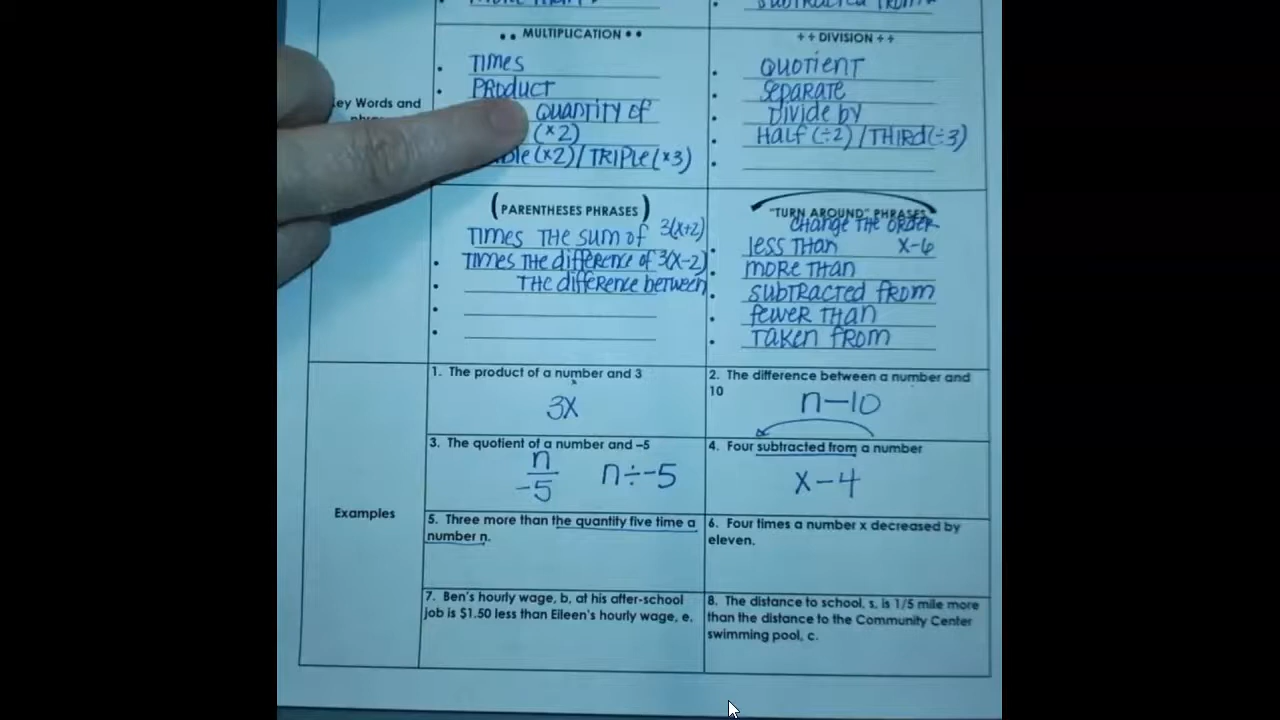 •• MULTIPLICATION ••
• TIMES
• PRODUCT
QUANTITY OF
(×2)
(×2)/TRIPLE(×3)
++ DIVISION ++
• QUOTIENT
• SEPARATE
• DIVIDE by
• HALF (÷2)/THIRD(÷3)
•
Key Words and
(PARENTHESES PHRASES)
TIMES THE SUM OF 3(x+2)
• TIMES THE difference of 3(x-2)
• THE difference between
•
•
"TURN AROUND" PHRASES
CHANGE THE ORDER
• less THAN x-6
• MORE THAN
• SUBTRACTED FROM
• FEWER THAN
• TAKEN FROM
Examples
1. The product of a number and 3
x
3x
2. The difference between a number and
10
n-10
3. The quotient of a number and -5
n/-5 n÷-5
4. Four subtracted from a number
x-4
5. Three more than the quantity five time a
number n.
6. Four times a number x decreased by
eleven.
7. Ben's hourly wage, b, at his after-school
job is $1.50 less than Eileen's hourly wage, e.
8. The distance to school, s, is 1/5 mile more
than the distance to the Community Center
swimming pool, c.